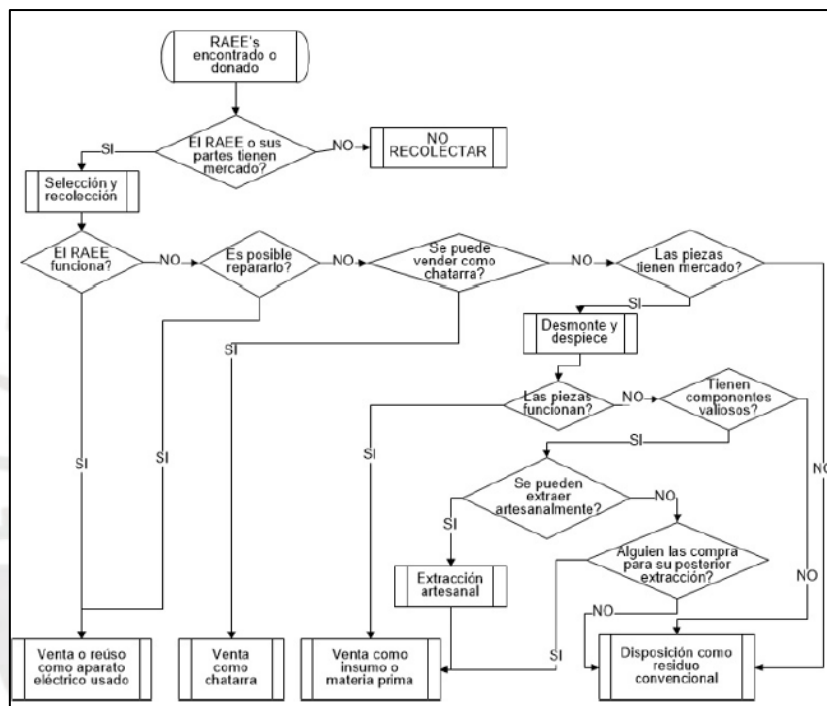 RAEE's
encontrado o
donado
El RAEE o sus
partes tienen
mercado?
SI
NO
NO
RECOLECTAR
Selección y
recolección
El RAEE
funciona?
NO
Es posible
repararlo?
NO
Se puede
vender como
chatarra?
NO
Las piezas
tienen mercado?
SI
Desmonte y
despiece
SI
Las piezas
funcionan?
NO
Tienen
componentes
valiosos?
SI
SI
SI
NO
SI
Se pueden
extraer
artesanalmente?
NO
SI
Extracción
artesanal
Alguien las compra
para su posterior
extracción?
NO
NO
SI
Venta o reúso
como aparato
eléctrico usado
Venta
como
chatarra
Venta como
insumo o
materia prima
Disposición como
residuo
convencional